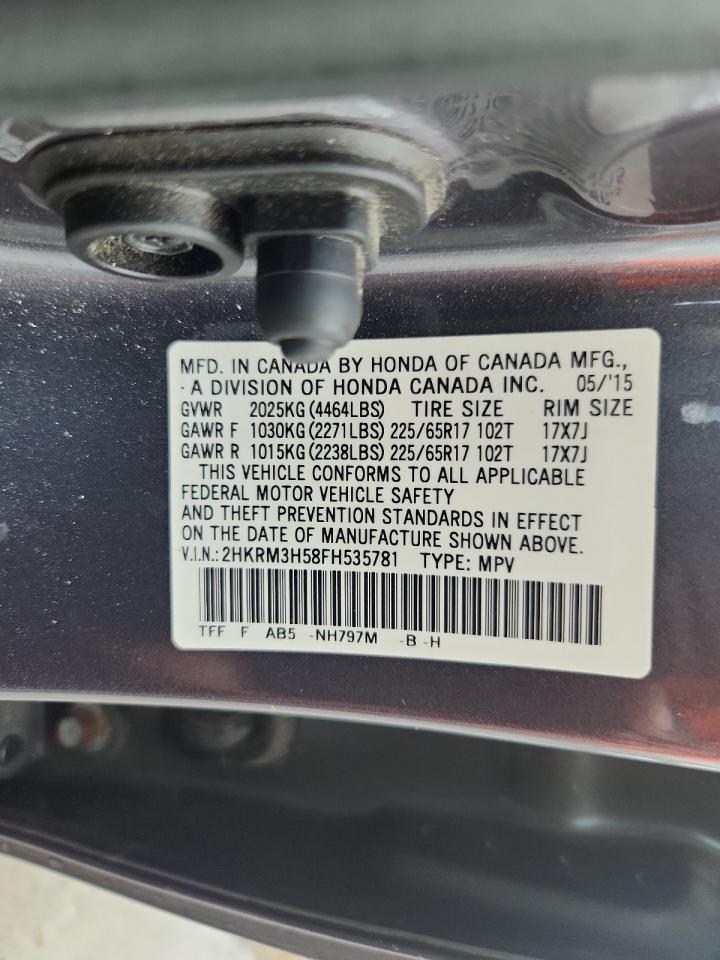 MFD. IN CANADA BY HONDA OF CANADA MFG.,
A DIVISION OF HONDA CANADA INC. 05/'15
GVWR 2025KG (4464LBS) TIRE SIZE RIM SIZE
GAWR F 1030KG (2271LBS) 225/65R17 102T 17X7J
GAWR R 1015KG (2238LBS) 225/65R17 102T 17X7J
THIS VEHICLE CONFORMS TO ALL APPLICABLE
FEDERAL MOTOR VEHICLE SAFETY
AND THEFT PREVENTION STANDARDS IN EFFECT
ON THE DATE OF MANUFACTURE SHOWN ABOVE.
V.I.N.: 2HKRM3H58FH535781 TYPE: MPV
TFF F AB5 -NH797M -B -H